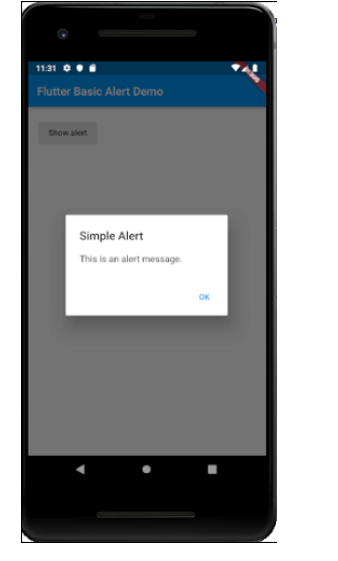 11:31
Flutter Basic Alert Demo
Show alert
Simple Alert
This is an alert message.
OK